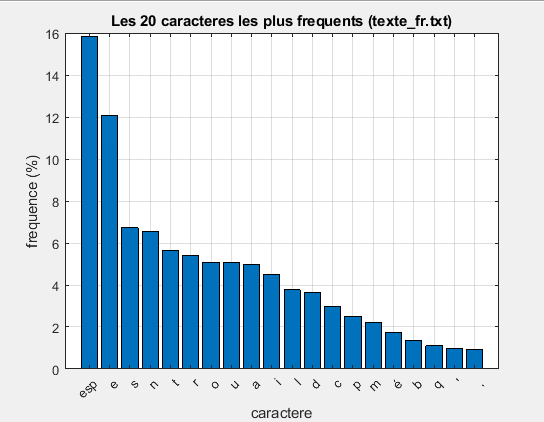 Les 20 caracteres les plus frequents (texte_fr.txt)
frequence (%)
16
14
12
10
8
6
4
2
0
esp e s n t r o u a i l d c p m é b q ' ,
caractere